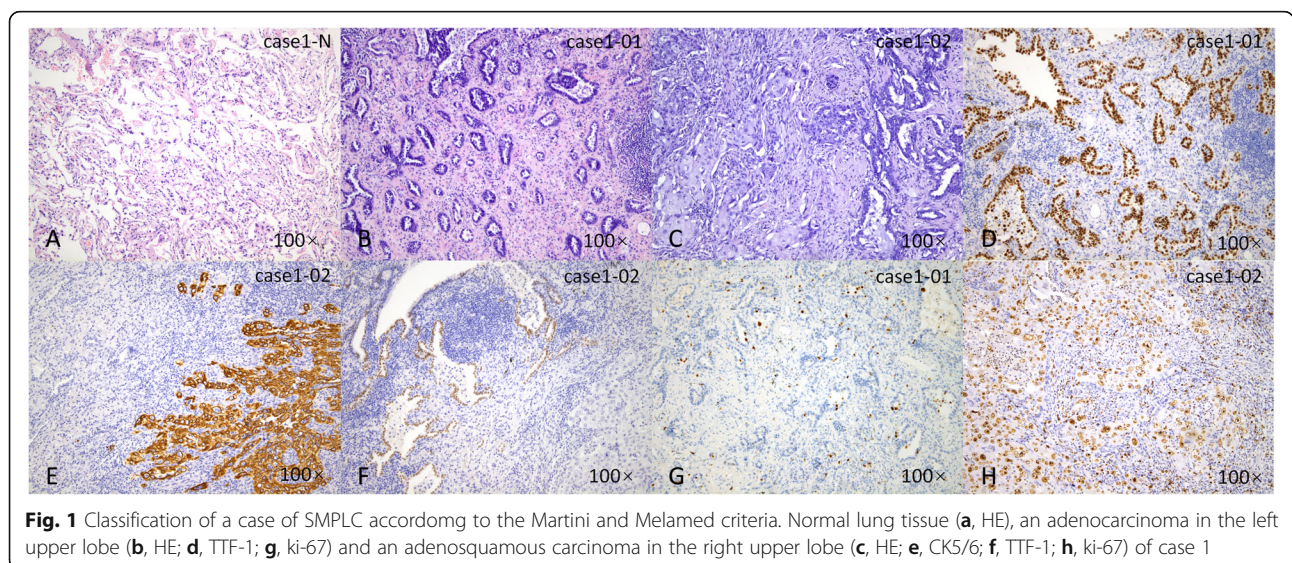 case1-N
case1-01
case1-02
case1-01
A
100×
B
100×
C
100×
D
100×
case1-02
case1-02
case1-01
case1-02
E
100×
F
100×
G
100×
H
100×
Fig. 1 Classification of a case of SMPLC accordomg to the Martini and Melamed criteria. Normal lung tissue (a, HE), an adenocarcinoma in the left
upper lobe (b, HE; d, TTF-1; g, ki-67) and an adenosquamous carcinoma in the right upper lobe (c, HE; e, CK5/6; f, TTF-1; h, ki-67) of case 1